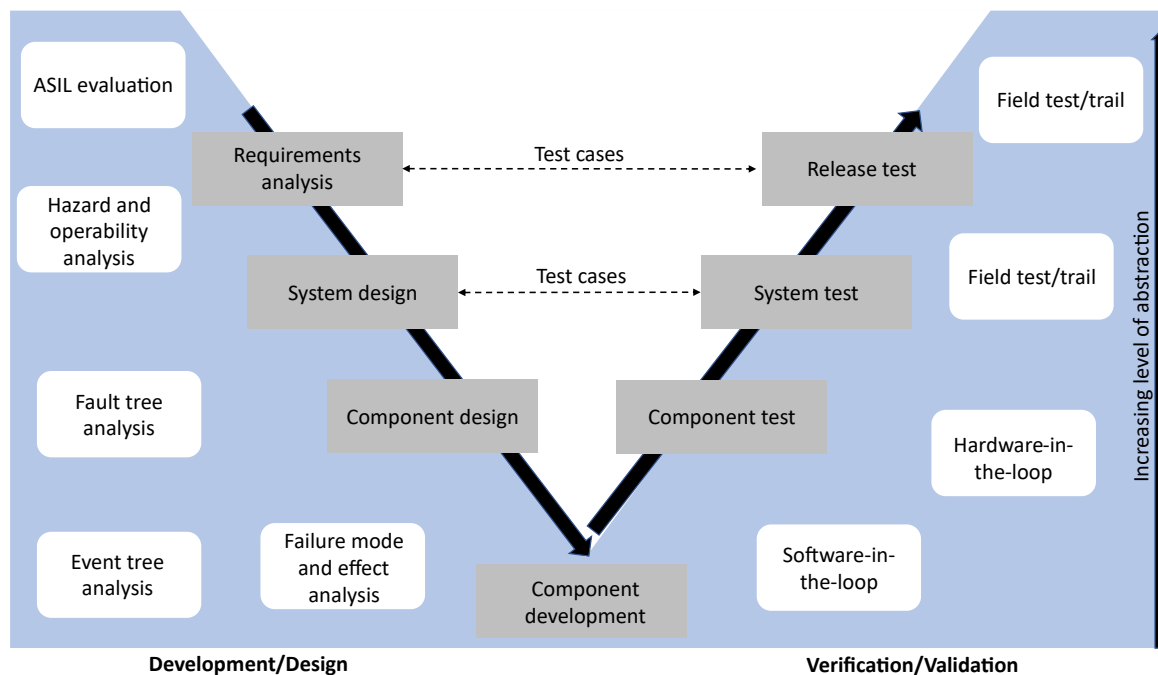 ASIL evaluation
Field test/trail
Requirements
analysis
Test cases
Release test
Hazard and
operability
analysis
System design
Test cases
System test
Field test/trail
Increasing level of abstraction
Fault tree
analysis
Component design
Component test
Hardware-in-
the-loop
Event tree
analysis
Failure mode
and effect
analysis
Component
development
Software-in-
the-loop
Development/Design
Verification/Validation